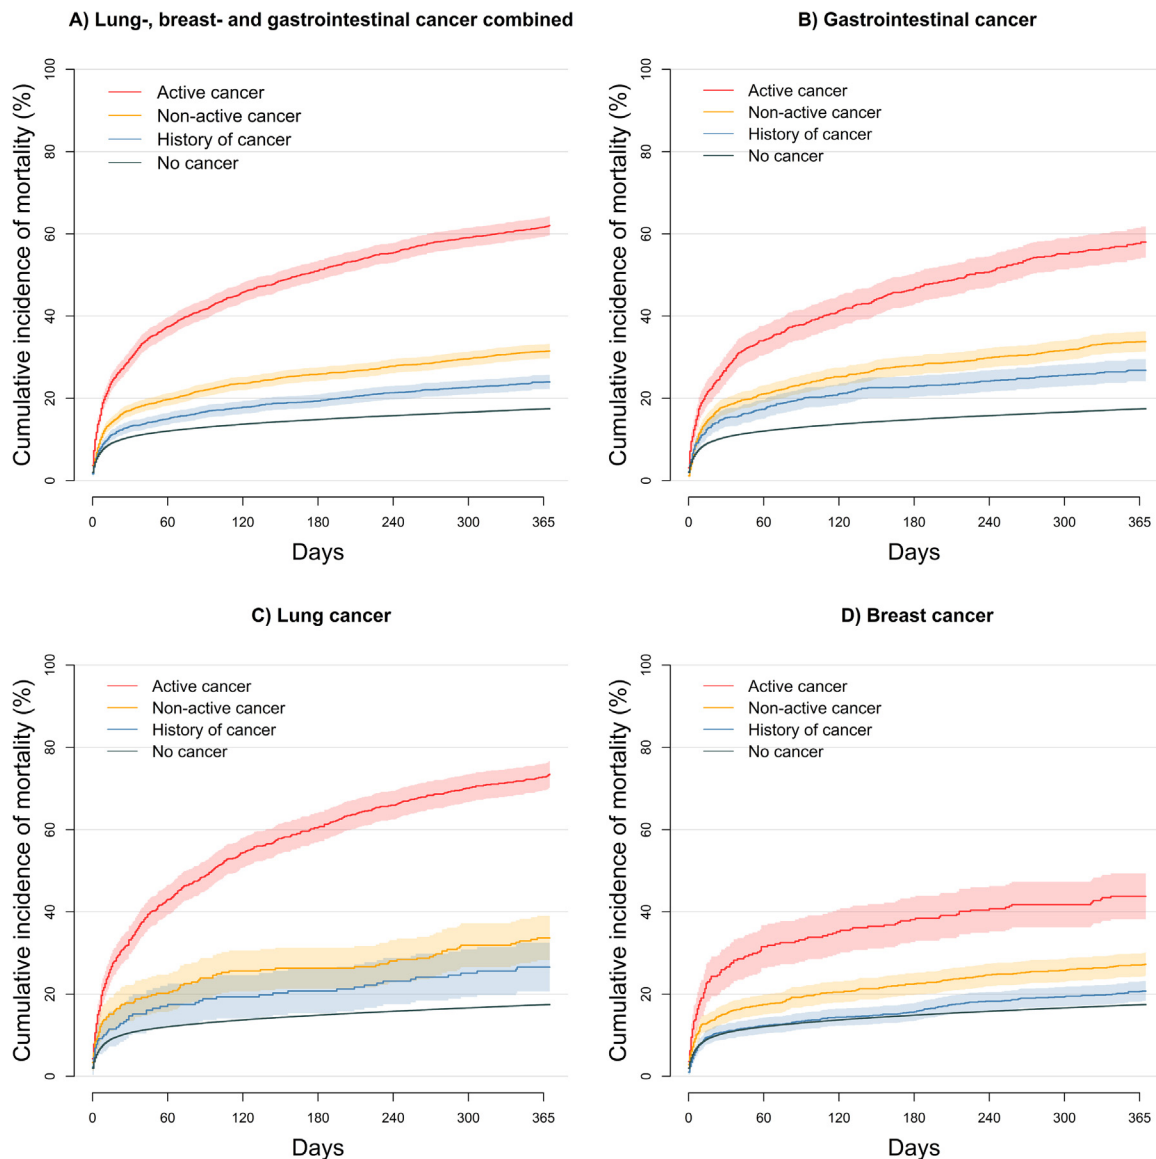 A) Lung-, breast- and gastrointestinal cancer combined
Cumulative incidence of mortality (%)
100
80
60
40
20
0
Active cancer
Non-active cancer
History of cancer
No cancer
0 60 120 180 240 300 365
Days
B) Gastrointestinal cancer
Cumulative incidence of mortality (%)
100
80
60
40
20
0
Active cancer
Non-active cancer
History of cancer
No cancer
0 60 120 180 240 300 365
Days
C) Lung cancer
Cumulative incidence of mortality (%)
100
80
60
40
20
0
Active cancer
Non-active cancer
History of cancer
No cancer
0 60 120 180 240 300 365
Days
D) Breast cancer
Cumulative incidence of mortality (%)
100
80
60
40
20
0
Active cancer
Non-active cancer
History of cancer
No cancer
0 60 120 180 240 300 365
Days